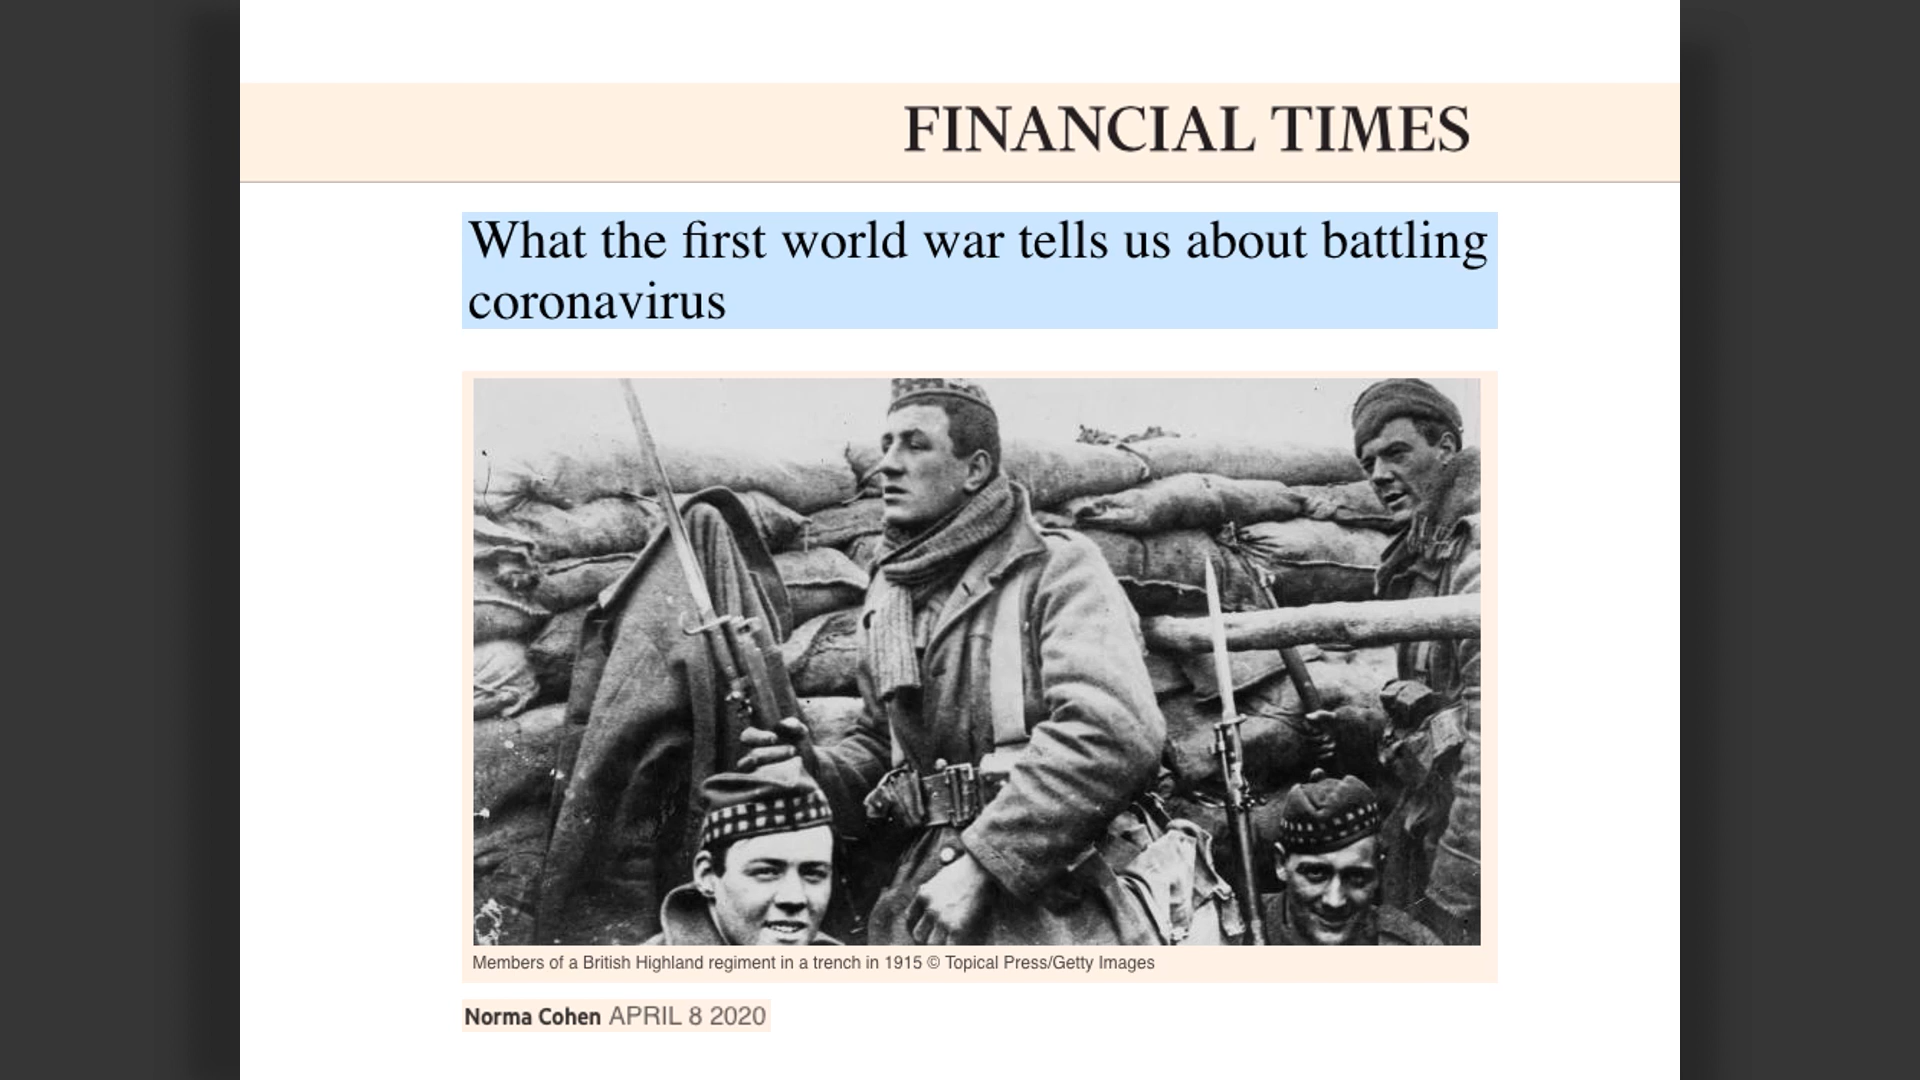 FINANCIAL TIMES
What the first world war tells us about battling
coronavirus
Members of a British Highland regiment in a trench in 1915 © Topical Press/Getty Images
Norma Cohen APRIL 8 2020